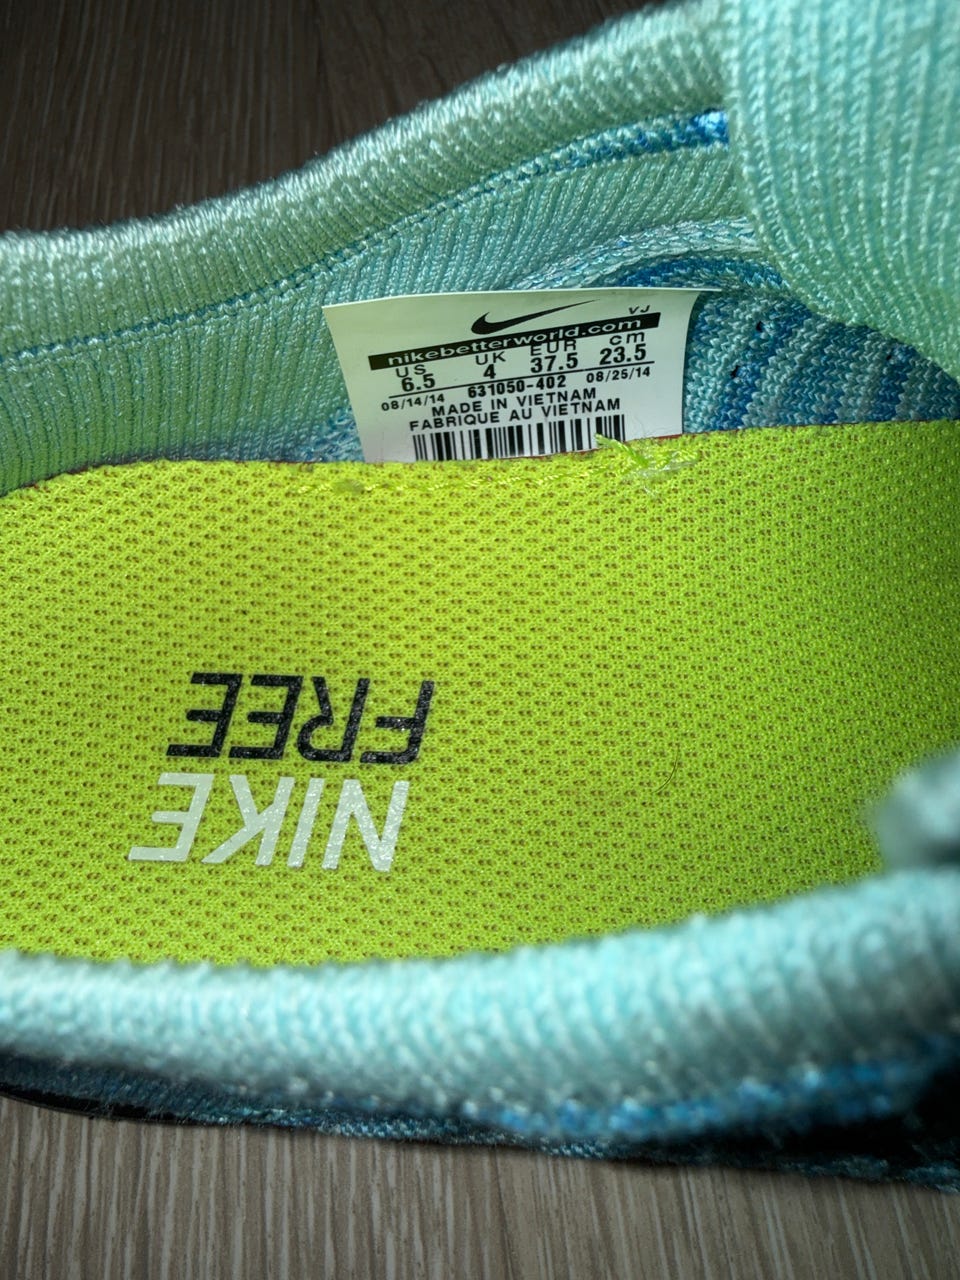 VJ
nikebetterworld.com
US UK EUR cm
6.5 4 37.5 23.5
08/14/14 631050-402 08/25/14
MADE IN VIETNAM
FABRIQUE AU VIETNAM
NIKE
FREE